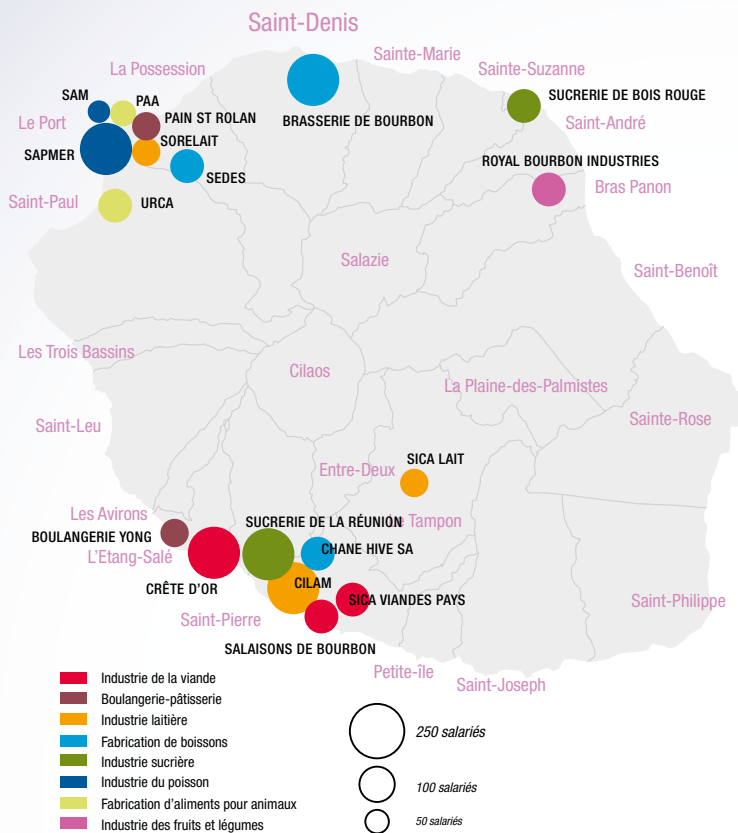 Saint-Denis
Sainte-Marie
La Possession
Sainte-Suzanne
SAM
PAA
SUCRERIE DE BOIS ROUGE
Le Port
PAIN ST ROLAN
BRASSERIE DE BOURBON
Saint-André
SORELAIT
SAPMER
ROYAL BOURBON INDUSTRIES
SEDES
Bras Panon
Saint-Paul
URCA
Salazie
Saint-Benoît
Les Trois Bassins
Cilaos
La Plaine-des-Palmistes
Saint-Leu
Sainte-Rose
SICA LAIT
Entre-Deux
Les Avirons
SUCRERIE DE LA RÉUNION
Le Tampon
BOULANGERIE YONG
L'Etang-Salé
CHANE HIVE SA
CRÊTE D'OR
CILAM
SICA VIANDES PAYS
Saint-Philippe
Saint-Pierre
SALAISONS DE BOURBON
Petite-île
Saint-Joseph
Industrie de la viande
Boulangerie-pâtisserie
Industrie laitière
Fabrication de boissons
Industrie sucrière
Industrie du poisson
Fabrication d'aliments pour animaux
Industrie des fruits et légumes
250 salariés
100 salariés
50 salariés